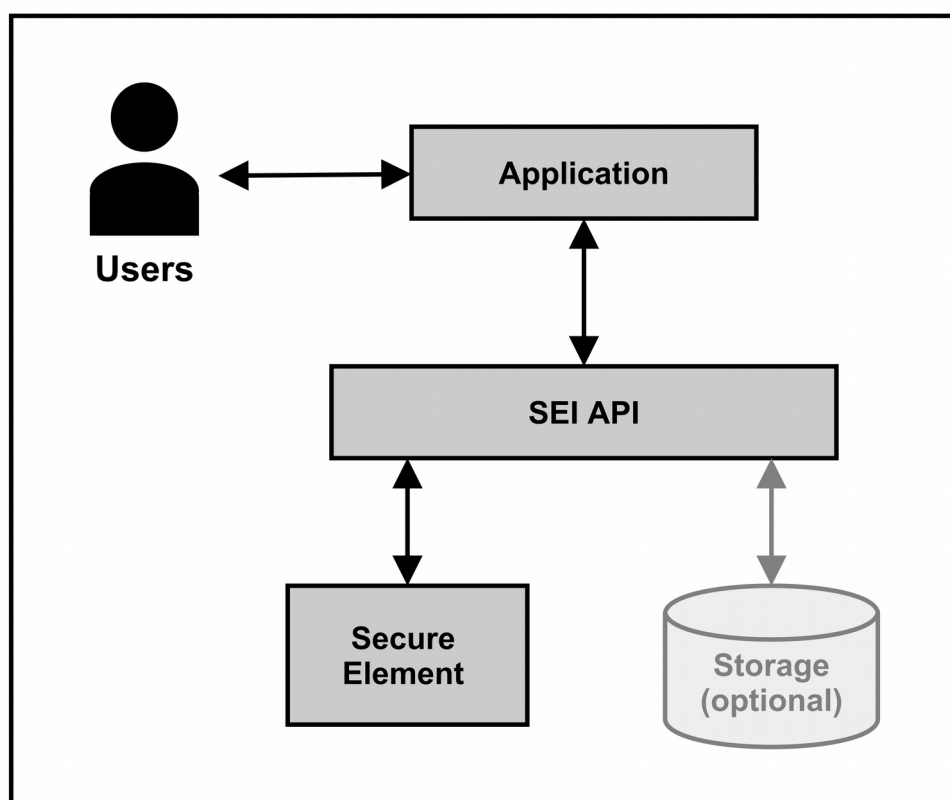 Application
Users
SEI API
Secure
Element
Storage
(optional)